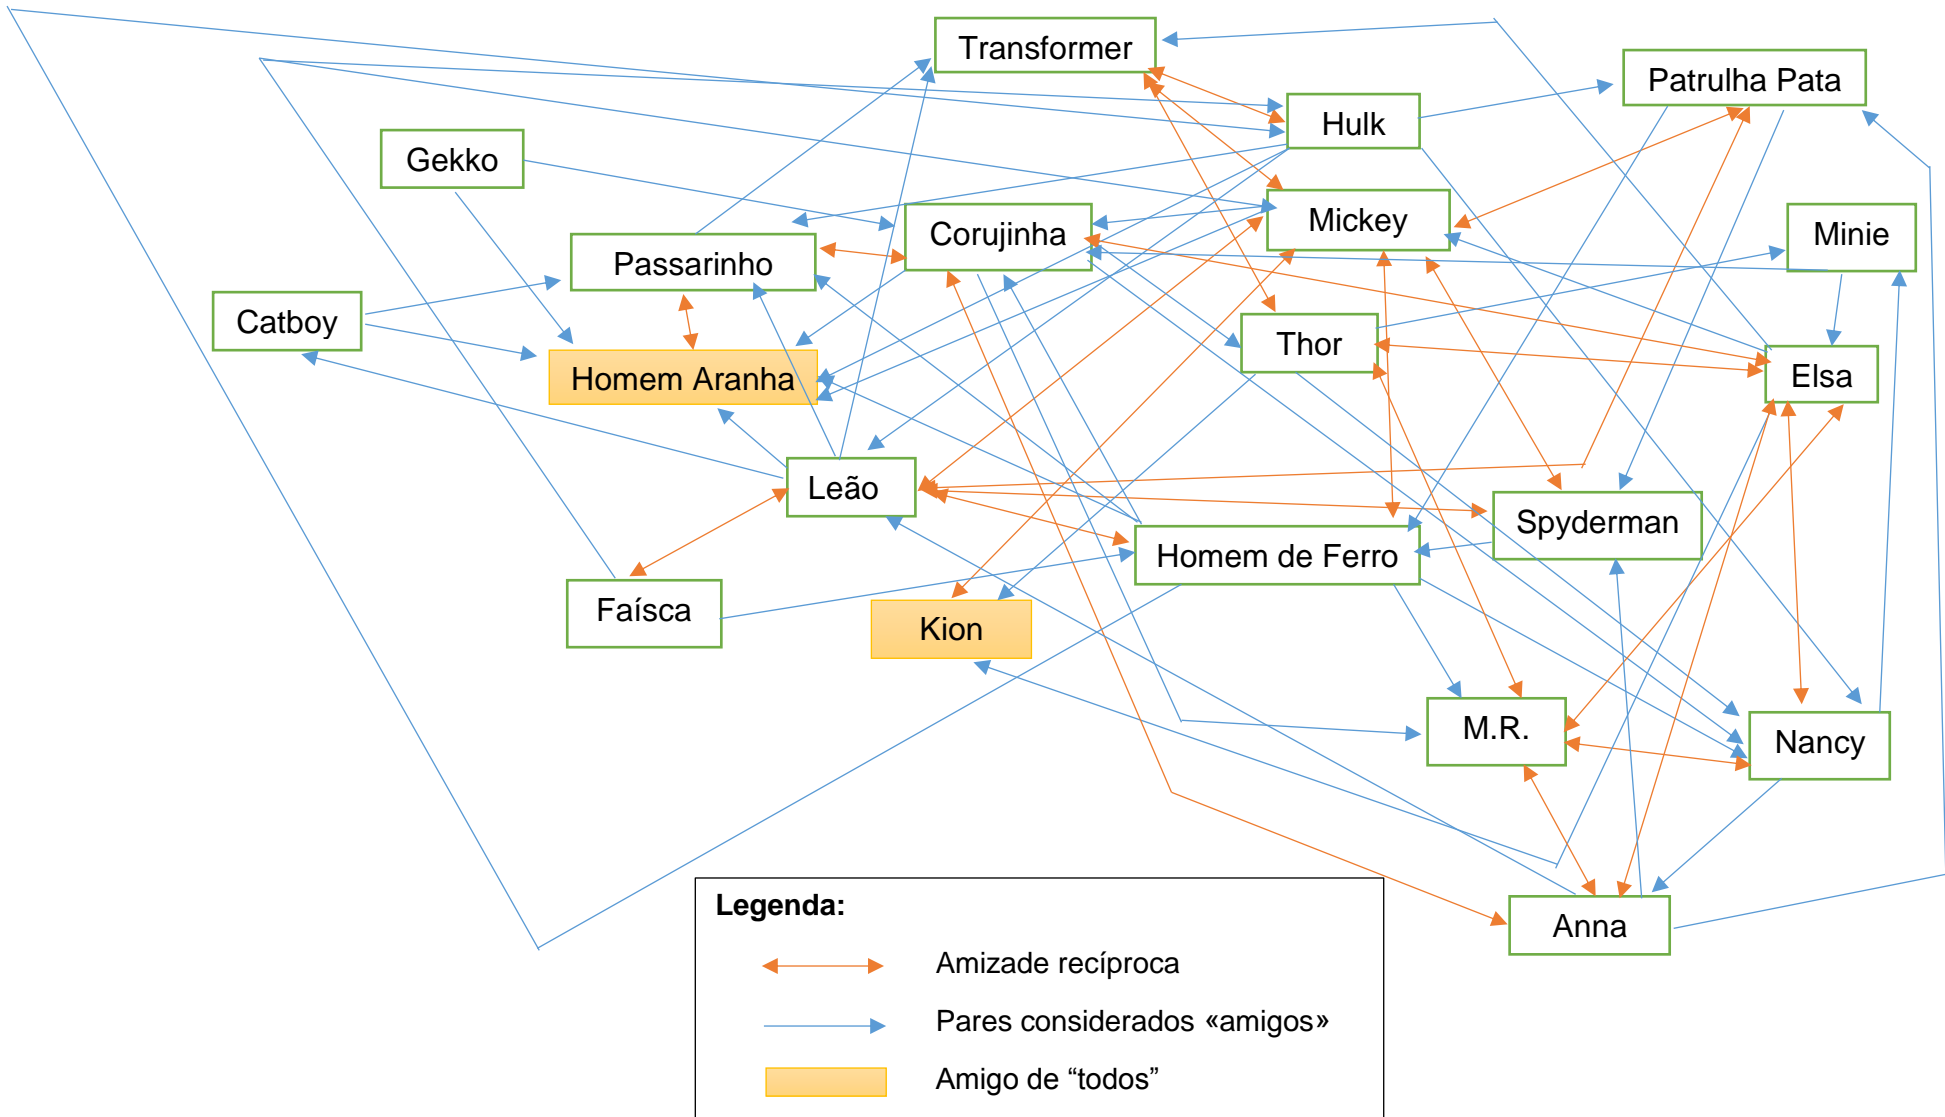 Transformer
Patrulha Pata
Hulk
Gekko
Mickey
Corujinha
Minie
Passarinho
Catboy
Thor
Homem Aranha
Elsa
Leão
Spyderman
Homem de Ferro
Faísca
Kion
M.R.
Nancy
Anna
Legenda:
Amizade recíproca
Pares considerados «amigos»
Amigo de “todos”